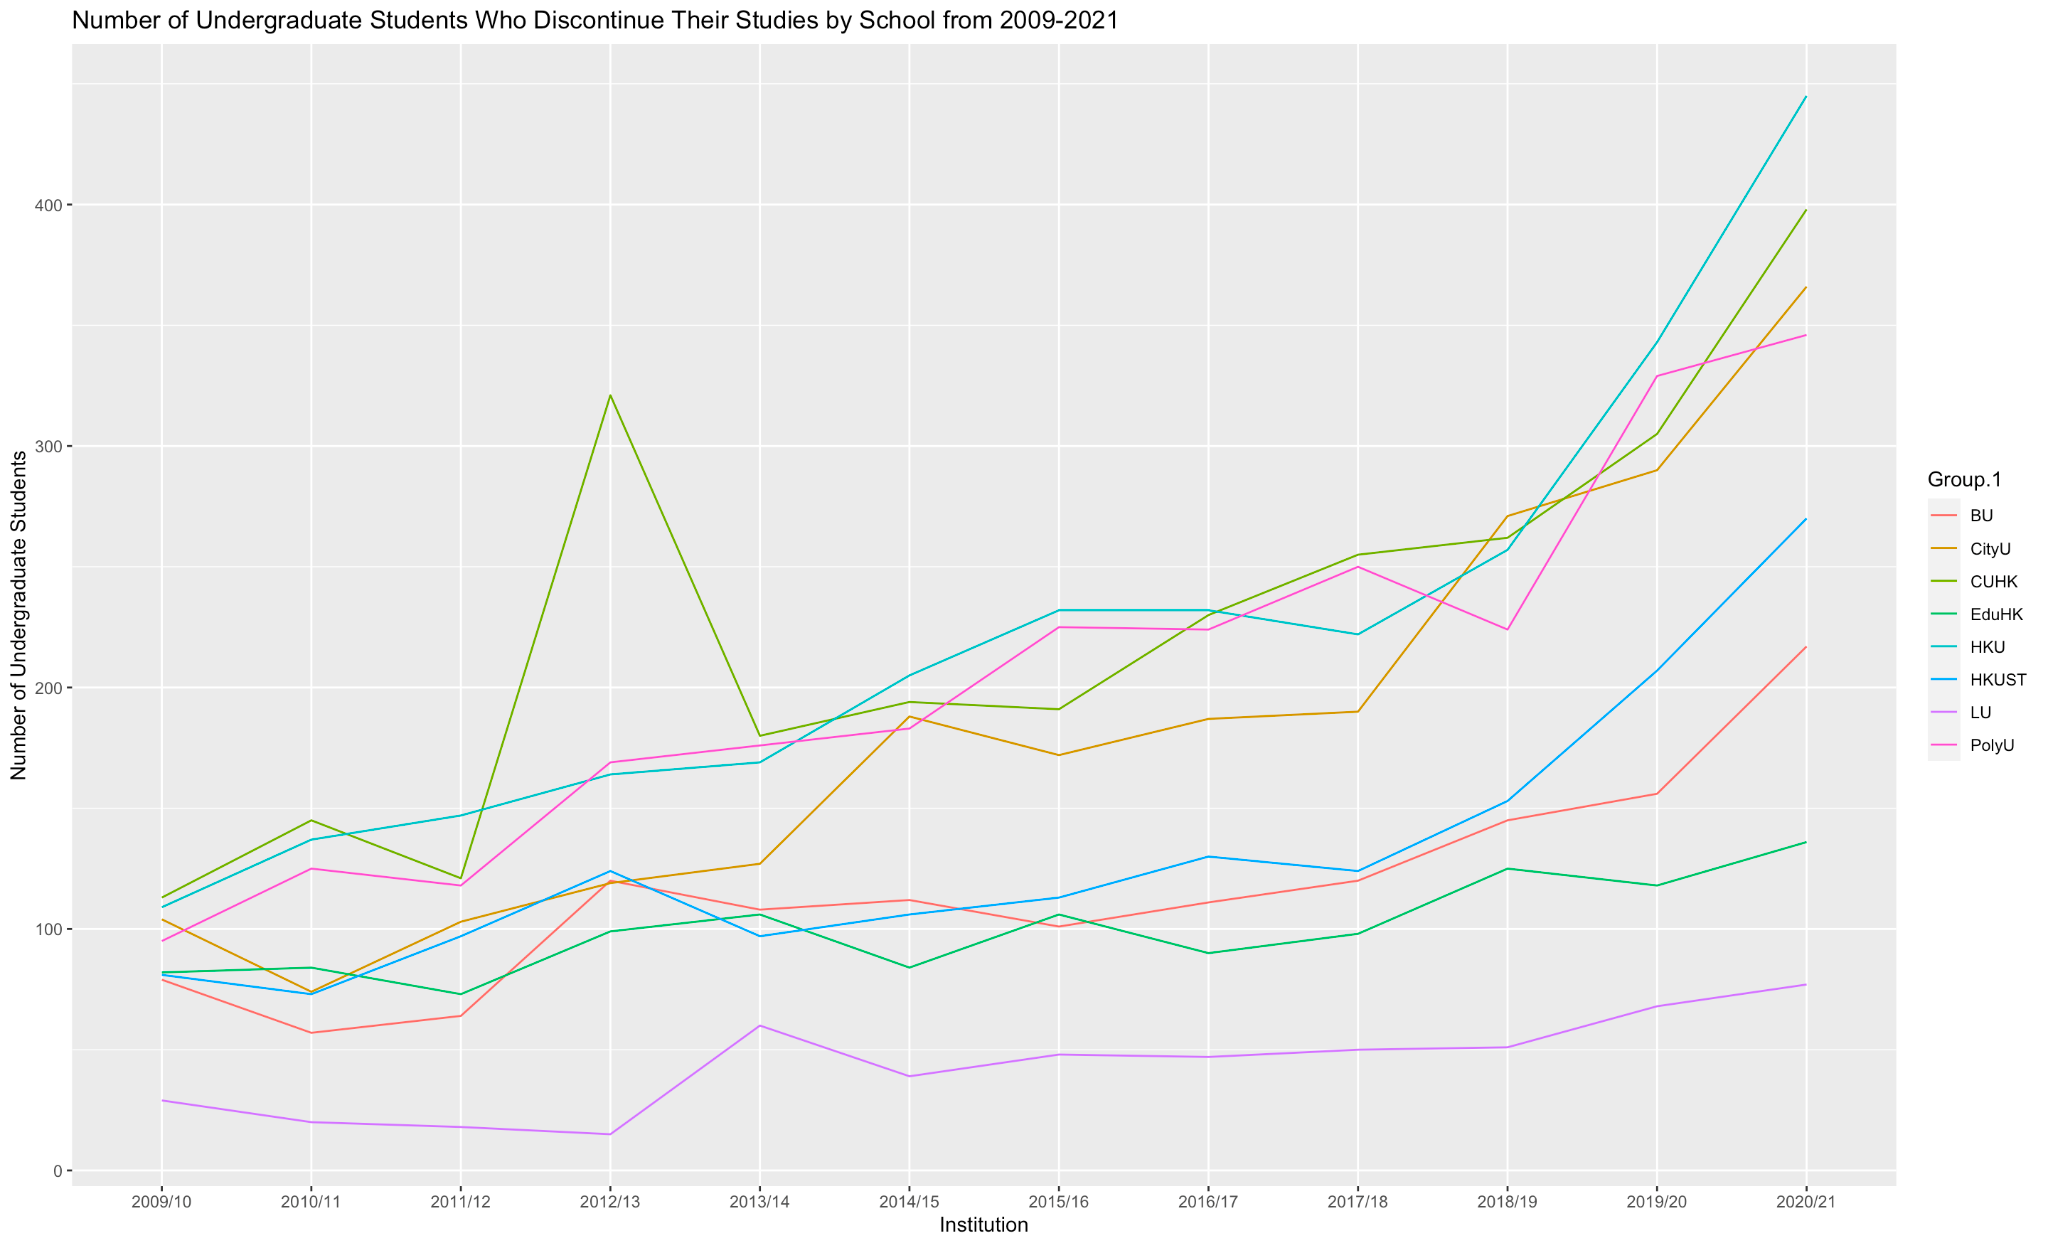 Number of Undergraduate Students Who Discontinue Their Studies by School from 2009-2021
Number of Undergraduate Students
400
300
200
100
0
2009/10 2010/11 2011/12 2012/13 2013/14 2014/15 2015/16 2016/17 2017/18 2018/19 2019/20 2020/21
Institution
Group.1
BU
CityU
CUHK
EduHK
HKU
HKUST
LU
PolyU